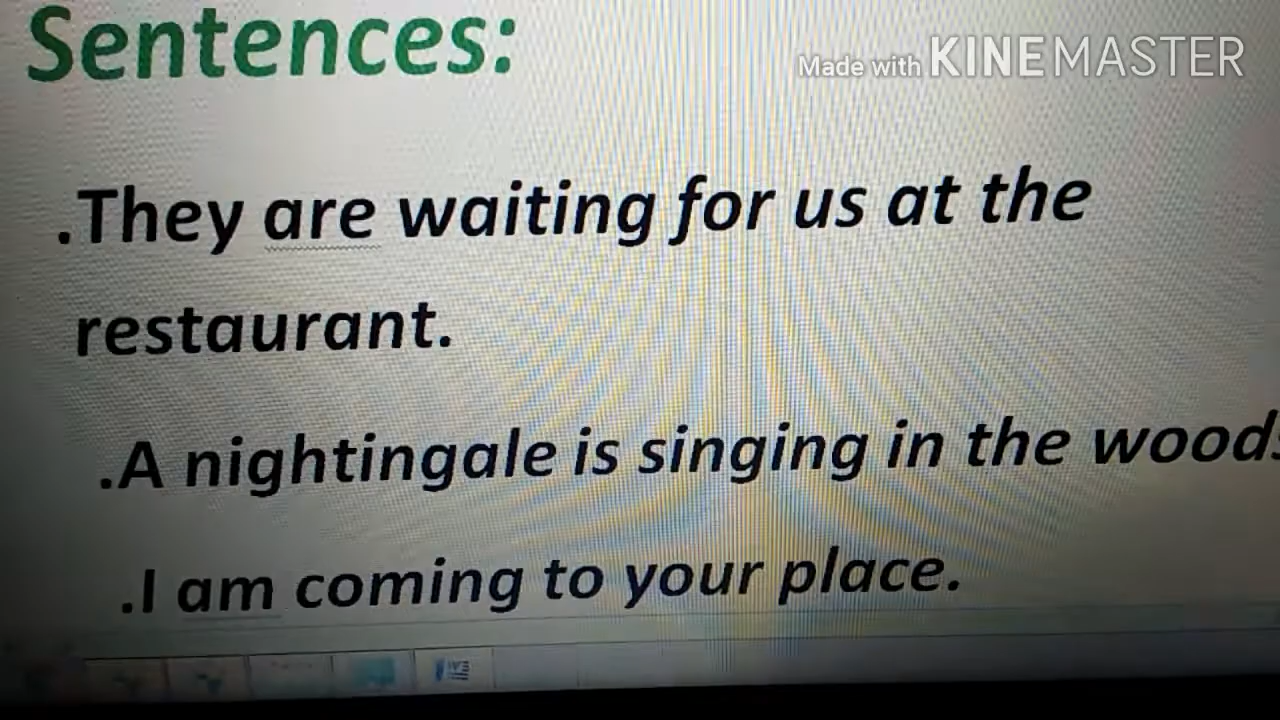 Sentences:
Made with KINEMASTER
.They are waiting for us at the
restaurant.
.A nightingale is singing in the woods
.I am coming to your place.